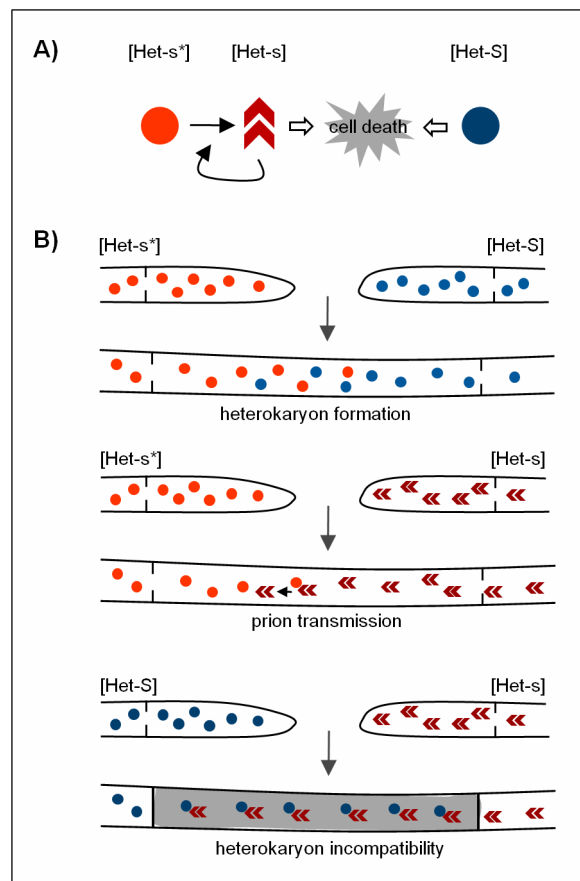 A)
[Het-s*] [Het-s] [Het-S]
cell death
B)
[Het-s*] [Het-S]
heterokaryon formation
[Het-s*] [Het-s]
prion transmission
[Het-S] [Het-s]
heterokaryon incompatibility